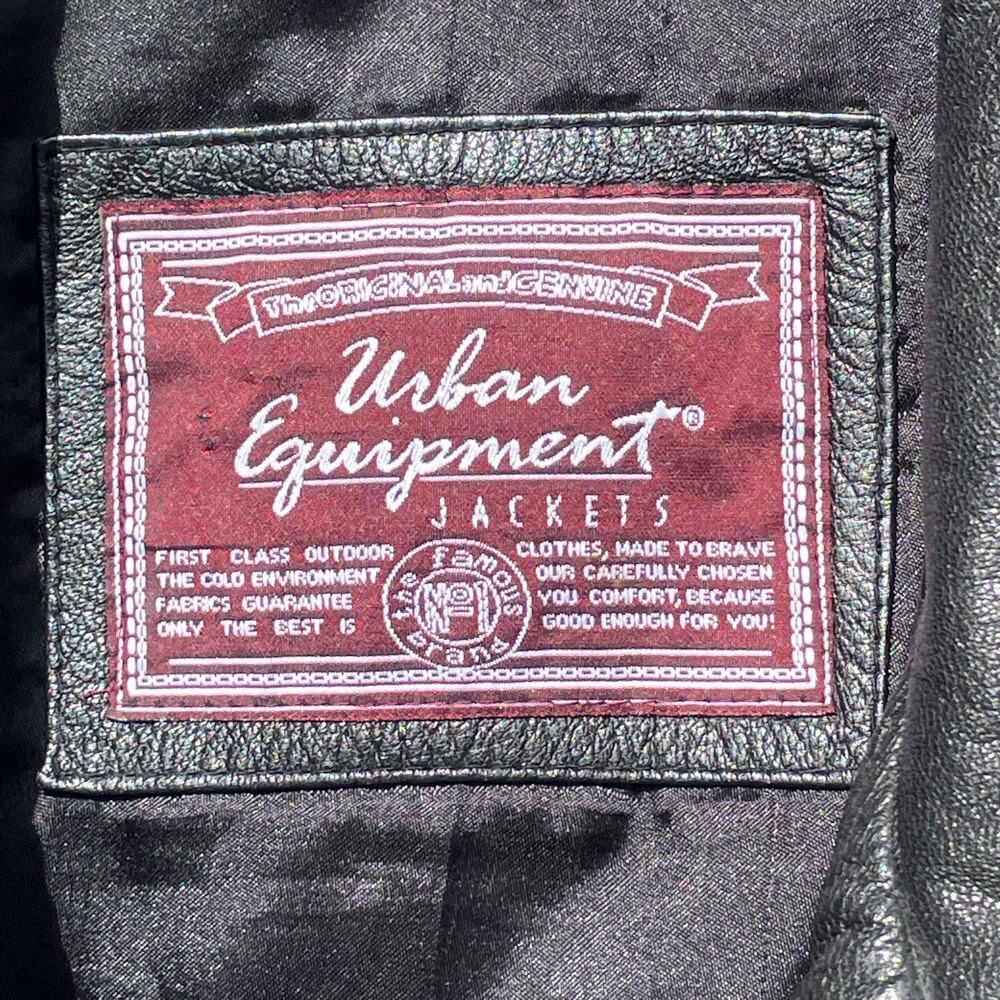 The ORIGINAL and GENUINE
Urban
Equipment®
JACKETS
FIRST CLASS OUTDOOR CLOTHES, MADE TO BRAVE
THE COLD ENVIRONMENT OUR CAREFULLY CHOSEN
FABRICS GUARANTEE YOU COMFORT, BECAUSE
ONLY THE BEST IS GOOD ENOUGH FOR YOU!
The Famous
No1
Brand